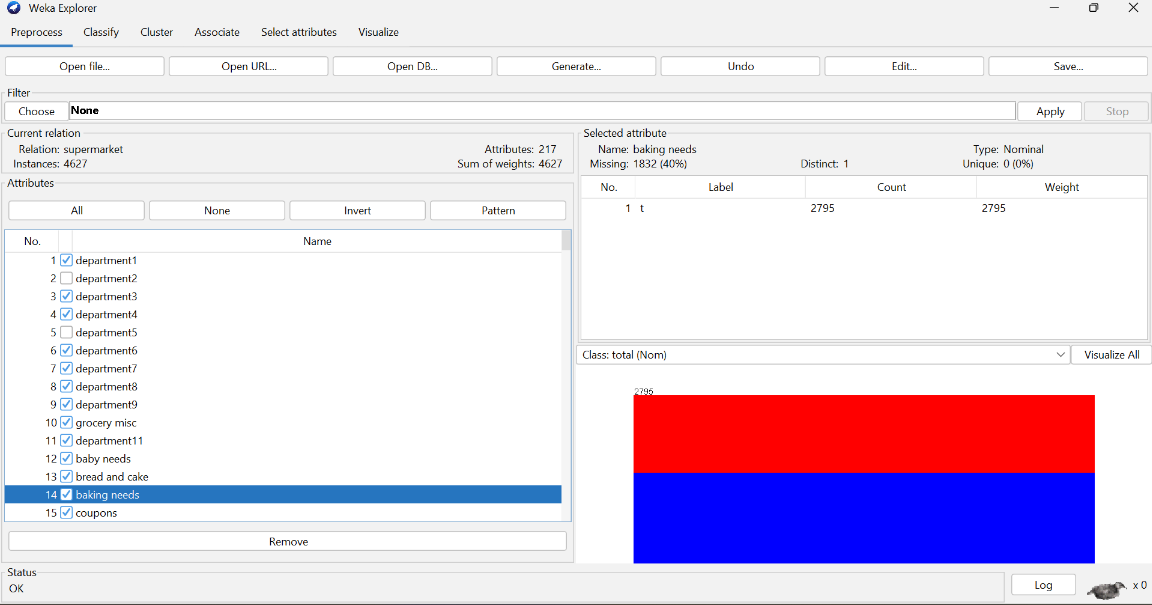 Weka Explorer
Preprocess Classify Cluster Associate Select attributes Visualize
Open file... Open URL... Open DB... Generate... Undo Edit... Save...
Filter
Choose None Apply Stop
Current relation
Relation: supermarket Attributes: 217
Instances: 4627 Sum of weights: 4627
Attributes
All None Invert Pattern
No. Name
1 department1
2 department2
3 department3
4 department4
5 department5
6 department6
7 department7
8 department8
9 department9
10 grocery misc
11 department11
12 baby needs
13 bread and cake
14 baking needs
15 coupons
Remove
Selected attribute
Name: baking needs Type: Nominal
Missing: 1832 (40%) Distinct: 1 Unique: 0 (0%)
No. Label Count Weight
1 t 2795 2795
Class: total (Nom) Visualize All
2795
Status
OK Log x 0